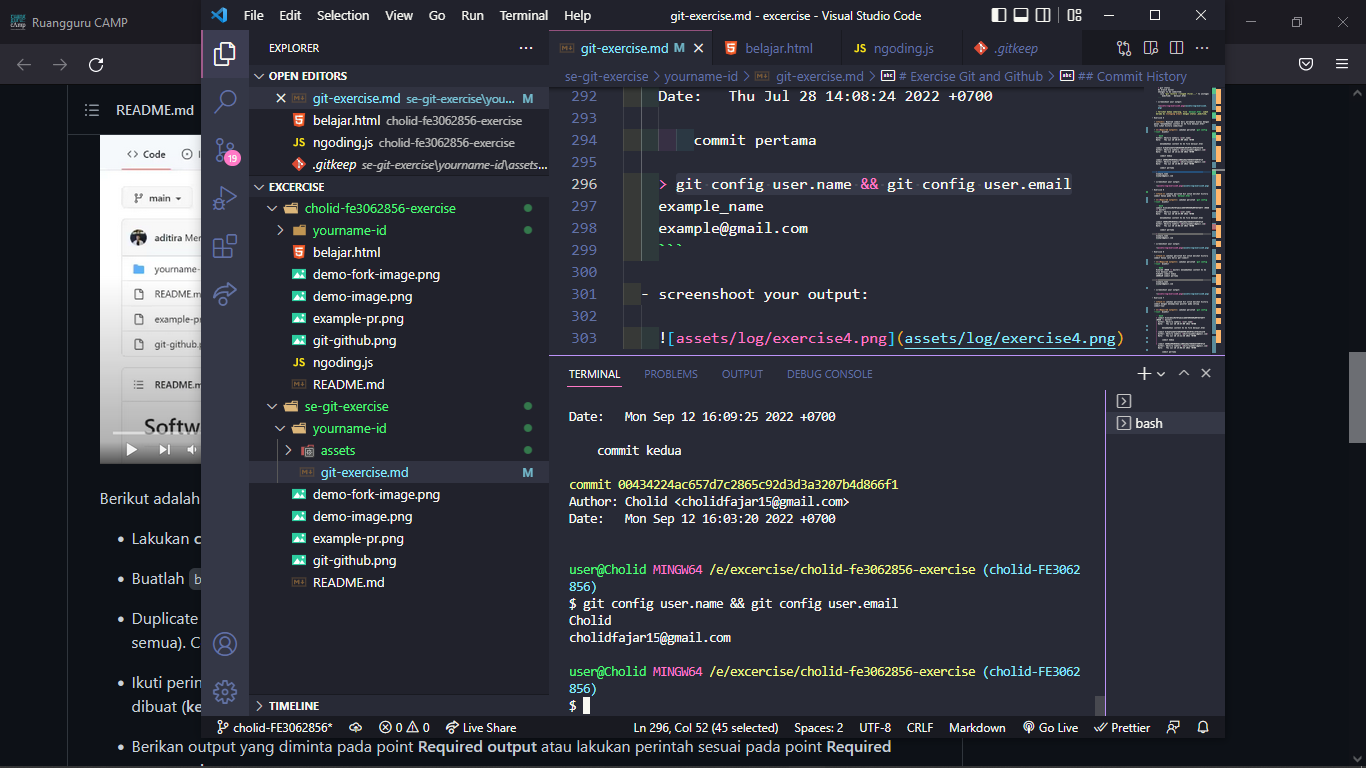 Ruangguru CAMP
README.md
Code
main
aditira Mer
yourname-
README.m
example-pr
git-github.p
README.m
Softw
Berikut adalah
Lakukan c
Buatlah b
Duplicate
semua). C
Ikuti perin
dibuat (ke
Berikan output yang diminta pada point Required output atau lakukan perintah sesuai pada point Required
File Edit Selection View Go Run Terminal Help
git-exercise.md - excercise - Visual Studio Code
19
EXPLORER
OPEN EDITORS
git-exercise.md se-git-exercise\you... M
belajar.html cholid-fe3062856-exercise
JS ngoding.js cholid-fe3062856-exercise
.gitkeep se-git-exercise\yourname-id\assets...
EXCERCISE
cholid-fe3062856-exercise
yourname-id
belajar.html
demo-fork-image.png
demo-image.png
example-pr.png
git-github.png
JS ngoding.js
README.md
se-git-exercise
yourname-id
assets
git-exercise.md M
demo-fork-image.png
demo-image.png
example-pr.png
git-github.png
README.md
TIMELINE
git-exercise.md M
belajar.html
JS ngoding.js
.gitkeep
se-git-exercise > yourname-id > git-exercise.md > # Exercise Git and Github > ## Commit History
292 Date:   Thu Jul 28 14:08:24 2022 +0700
293
294 commit pertama
295
296 > git config user.name && git config user.email
297 example_name
298 example@gmail.com
299 ```
300
301 - screenshoot your output:
302
303 ![assets/log/exercise4.png](assets/log/exercise4.png)
TERMINAL PROBLEMS OUTPUT DEBUG CONSOLE
bash
Date:   Mon Sep 12 16:09:25 2022 +0700
commit kedua
commit 00434224ac657d7c2865c92d3d3a3207b4d866f1
Author: Cholid <cholidfajar15@gmail.com>
Date:   Mon Sep 12 16:03:20 2022 +0700
user@Cholid MINGW64 /e/excercise/cholid-fe3062856-exercise (cholid-FE3062
856)
$ git config user.name && git config user.email
Cholid
cholidfajar15@gmail.com
user@Cholid MINGW64 /e/excercise/cholid-fe3062856-exercise (cholid-FE3062
856)
$
cholid-FE3062856* 0 0 Live Share Ln 296, Col 52 (45 selected) Spaces: 2 UTF-8 CRLF Markdown Go Live Prettier